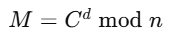 M = C^d mod n